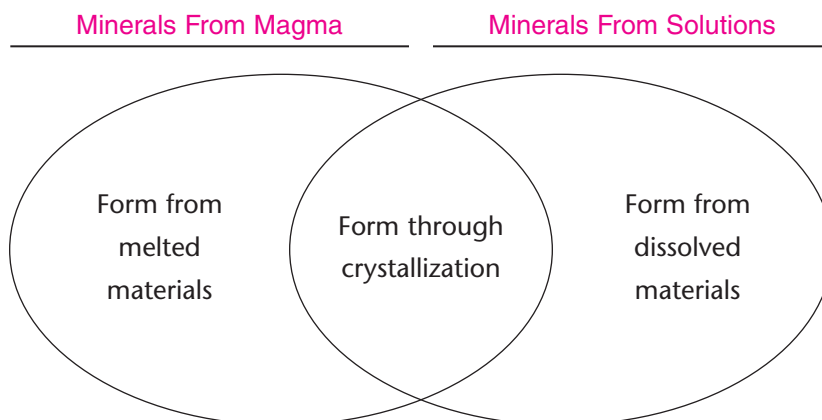 Minerals From Magma
Minerals From Solutions
Form from
melted
materials
Form through
crystallization
Form from
dissolved
materials